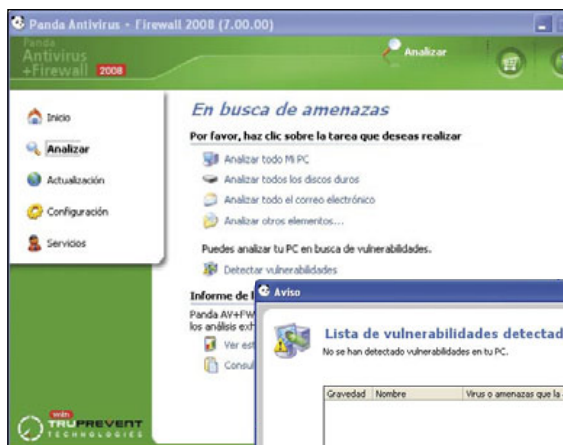 Panda Antivirus + Firewall 2008 (7.00.00)
Panda
Antivirus
+Firewall 2008
Analizar
Inicio
Analizar
Actualización
Configuración
Servicios
En busca de amenazas
Por favor, haz clic sobre la tarea que deseas realizar
Analizar todo Mi PC
Analizar todos los discos duros
Analizar todo el correo electrónico
Analizar otros elementos...
Puedes analizar tu PC en busca de vulnerabilidades.
Detectar vulnerabilidades
Informe de l
Panda AV+FW
los análisis exh
Ver est
Consul
Aviso
Lista de vulnerabilidades detectad
No se han detectado vulnerabilidades en tu PC.
Gravedad Nombre Virus o amenazas que la
win
TRUPREVENT
TECHNOLOGIES